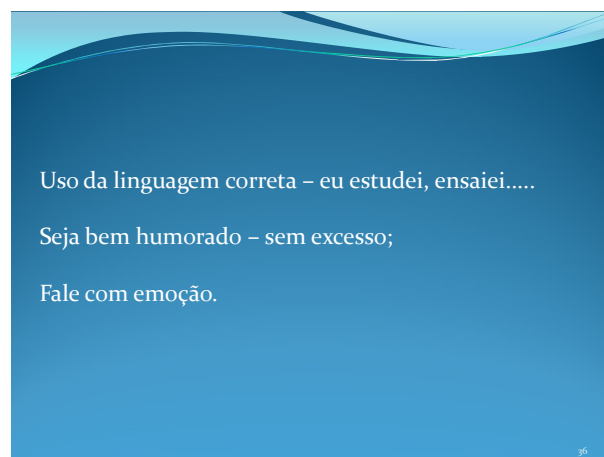 Uso da linguagem correta – eu estudei, ensaiei.....
Seja bem humorado – sem excesso;
Fale com emoção.
36